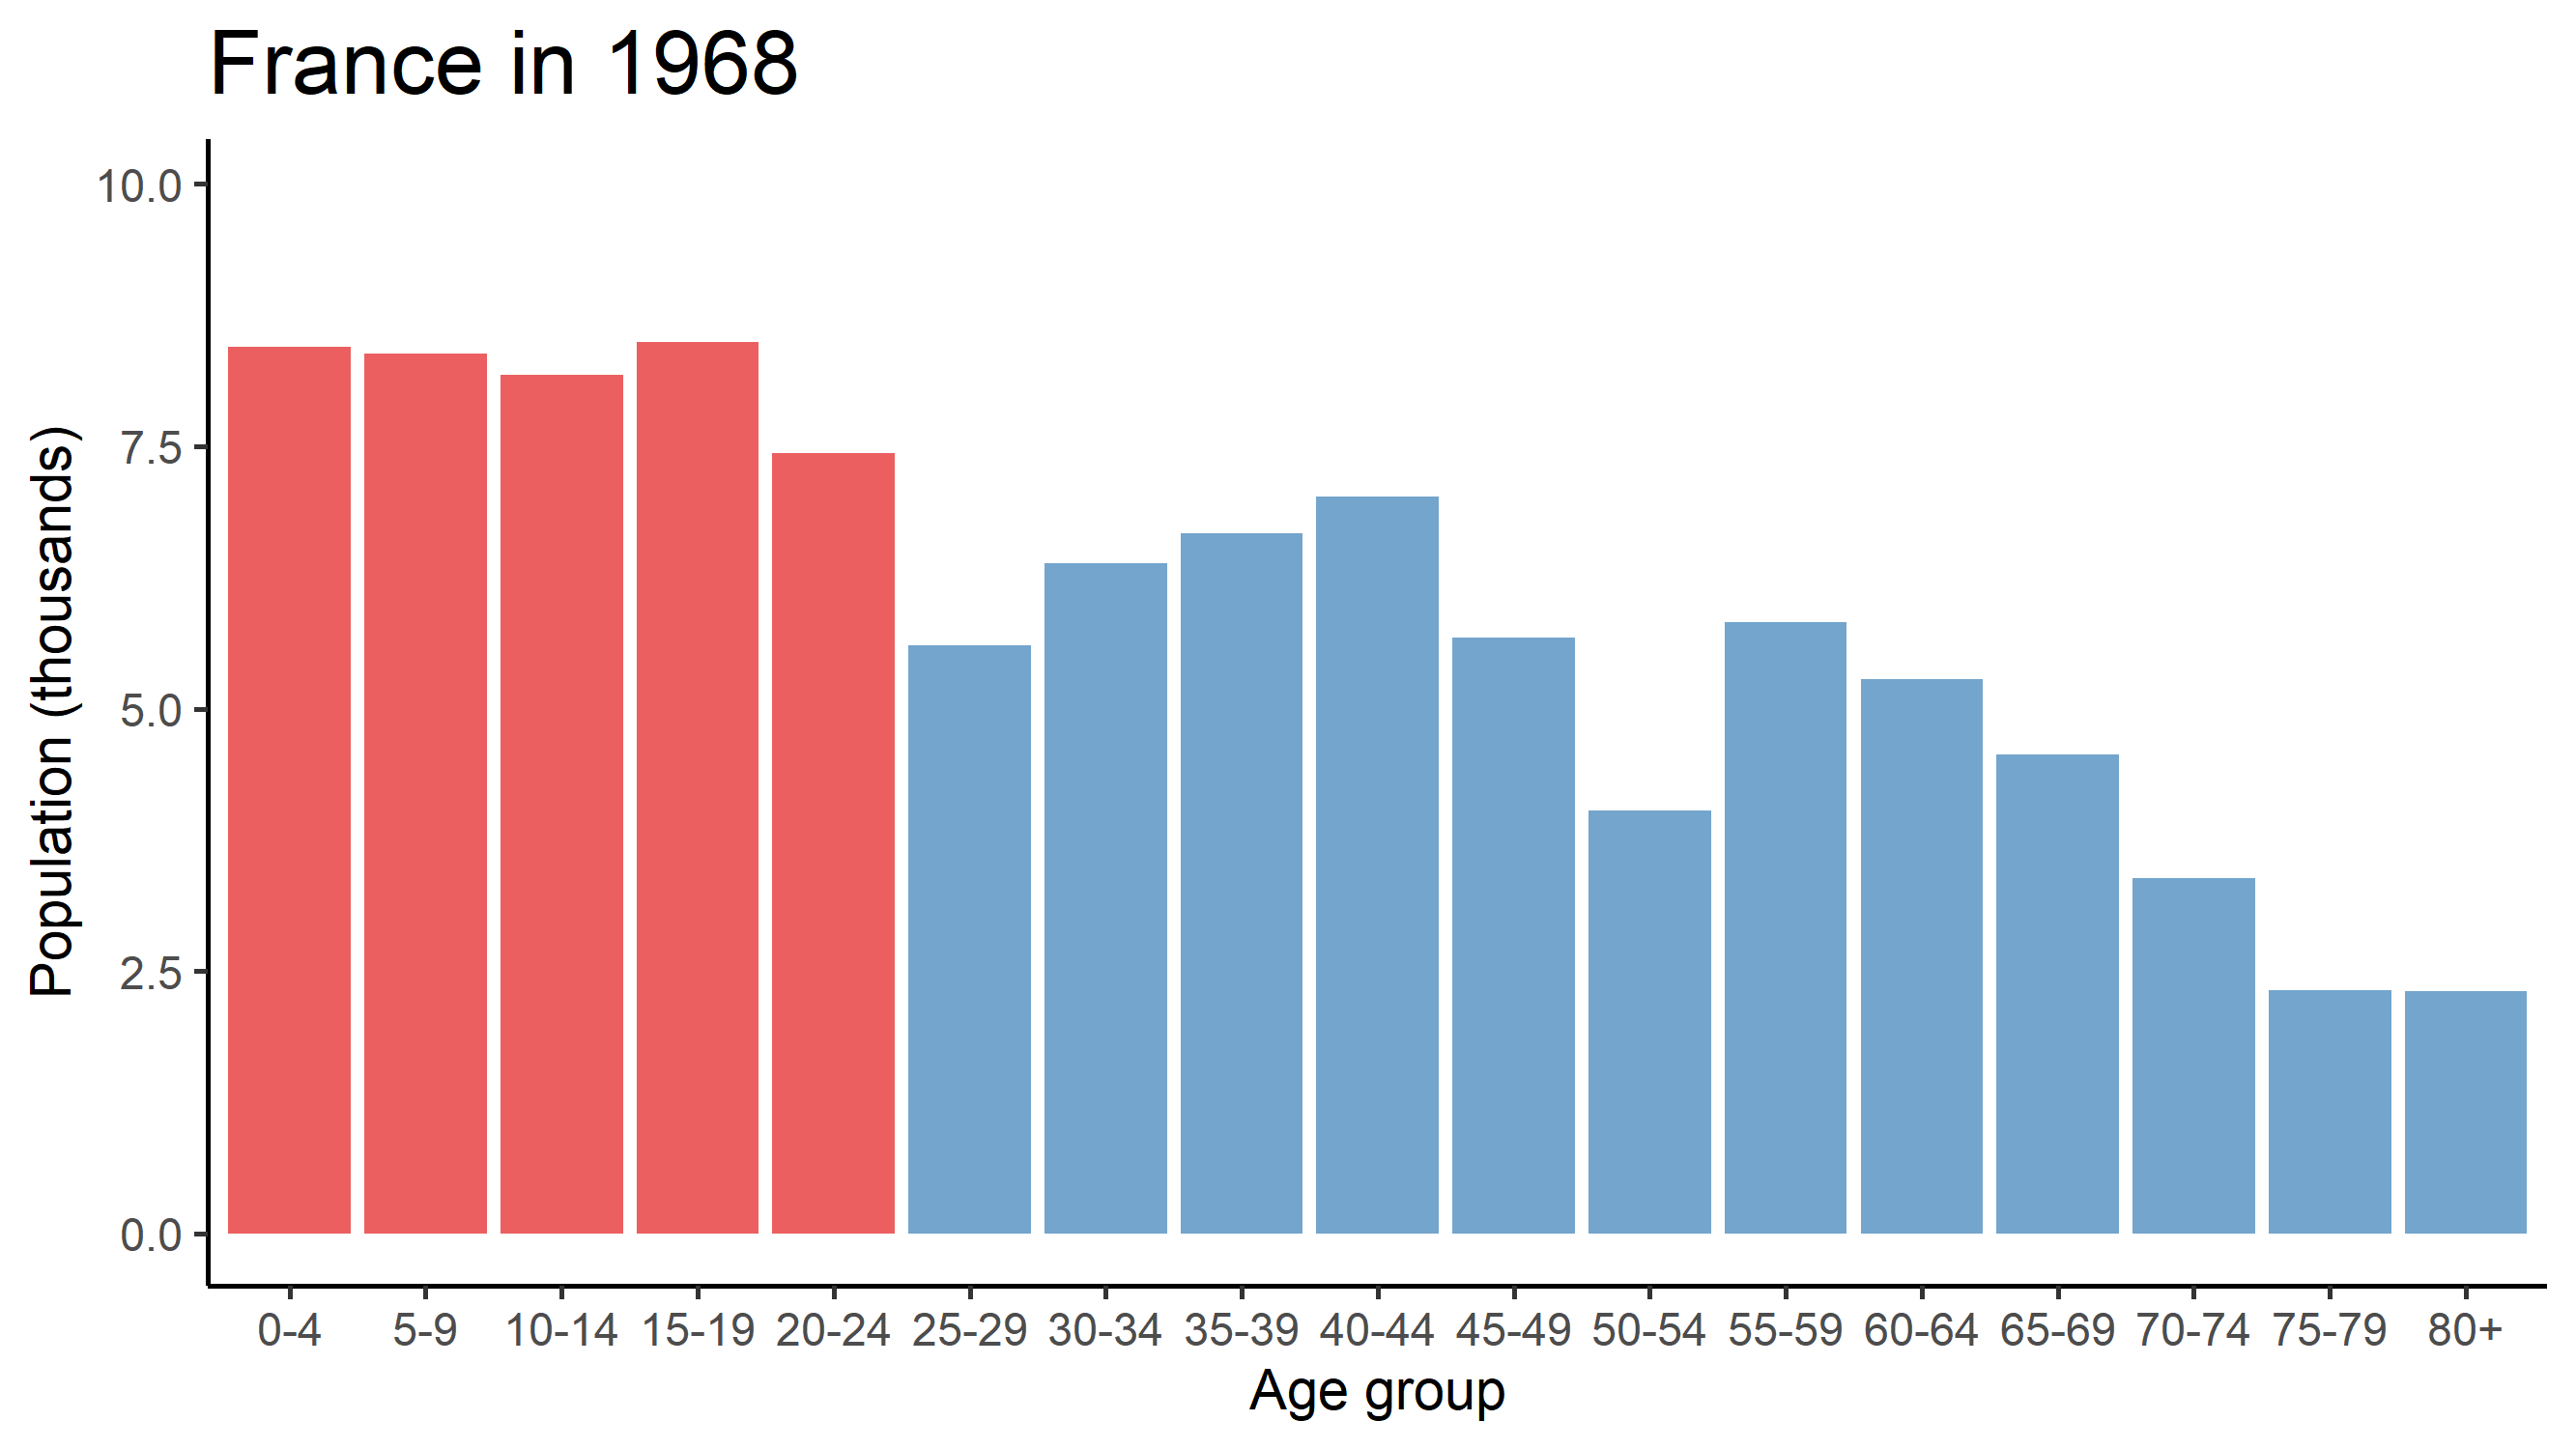 France in 1968
Population (thousands)
10.0
7.5
5.0
2.5
0.0
0-4 5-9 10-14 15-19 20-24 25-29 30-34 35-39 40-44 45-49 50-54 55-59 60-64 65-69 70-74 75-79 80+
Age group